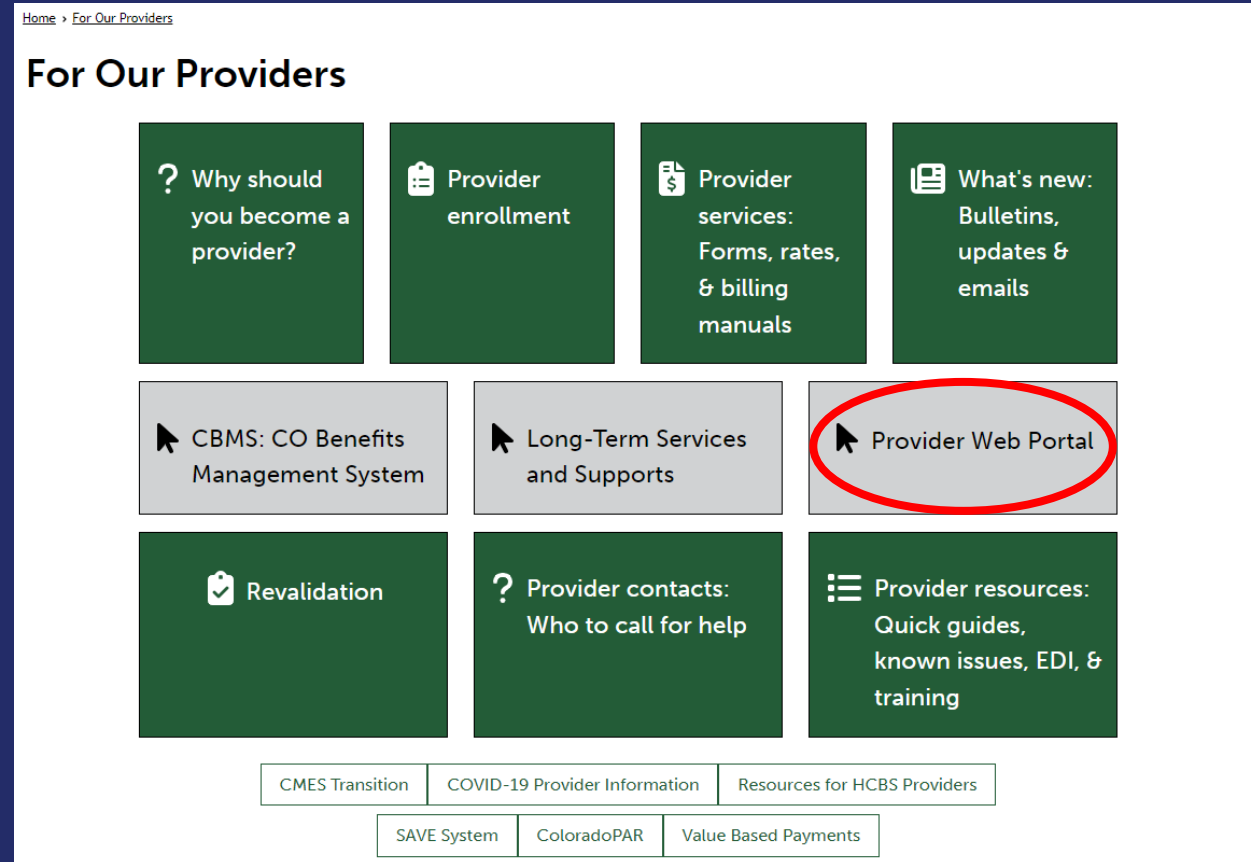 Home › For Our Providers
For Our Providers
Why should
you become a
provider?
Provider
enrollment
Provider
services:
Forms, rates,
& billing
manuals
What's new:
Bulletins,
updates &
emails
CBMS: CO Benefits
Management System
Long-Term Services
and Supports
Provider Web Portal
Revalidation
Provider contacts:
Who to call for help
Provider resources:
Quick guides,
known issues, EDI, &
training
CMES Transition
COVID-19 Provider Information
Resources for HCBS Providers
SAVE System
ColoradoPAR
Value Based Payments